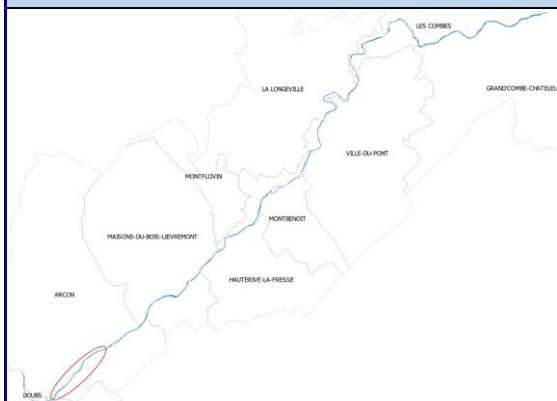 LES COMBES
LA LONGEVILLE
GRAND'COMBE-CHATELEU
VILLE-DU-PONT
MONTFLOVIN
MONTBENOIT
MAISONS-DU-BOIS-LIEVREMONT
HAUTERIVE-LA-FRESSE
ARCON
DOUBS